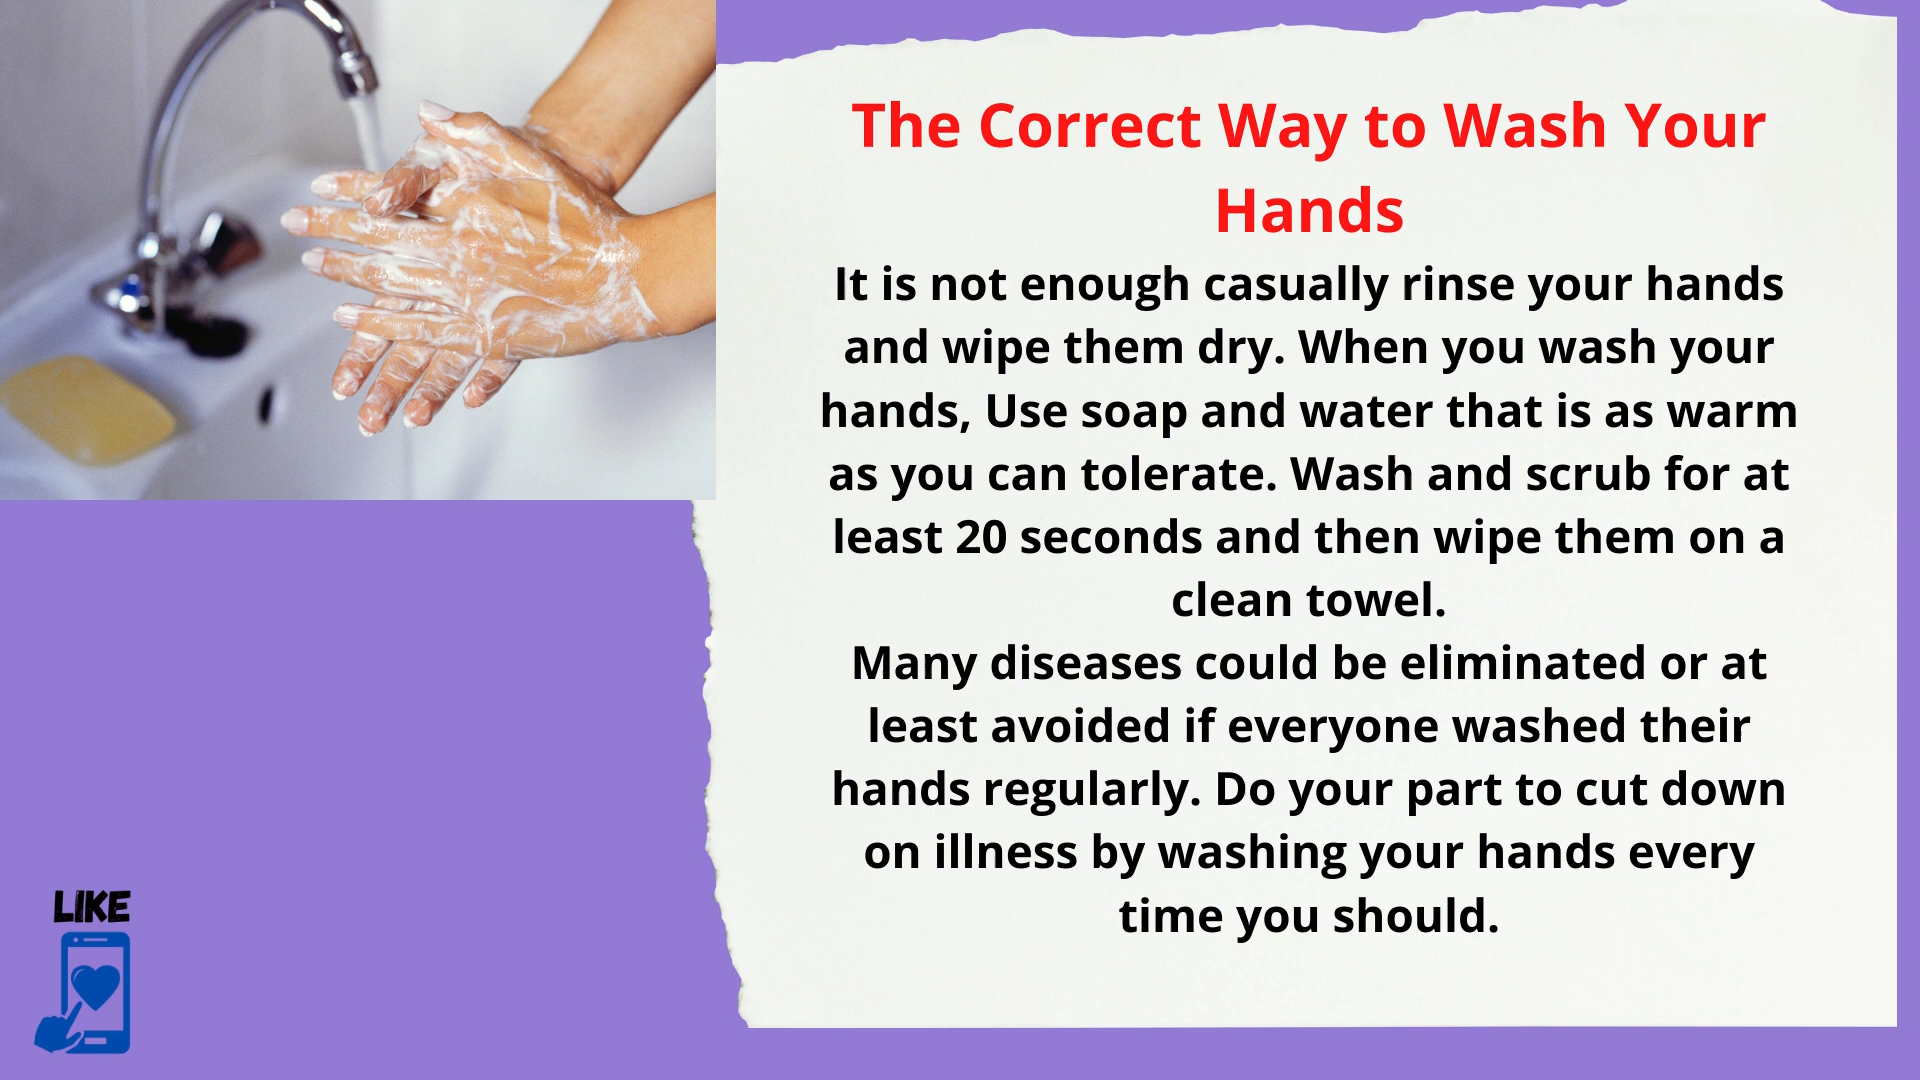 The Correct Way to Wash Your
Hands
It is not enough casually rinse your hands
and wipe them dry. When you wash your
hands, Use soap and water that is as warm
as you can tolerate. Wash and scrub for at
least 20 seconds and then wipe them on a
clean towel.
Many diseases could be eliminated or at
least avoided if everyone washed their
hands regularly. Do your part to cut down
on illness by washing your hands every
time you should.
LIKE